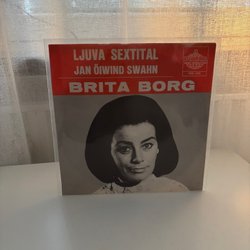 LJUVA SEXTITAL
JAN ÖIWIND SWAHN
BRITA BORG